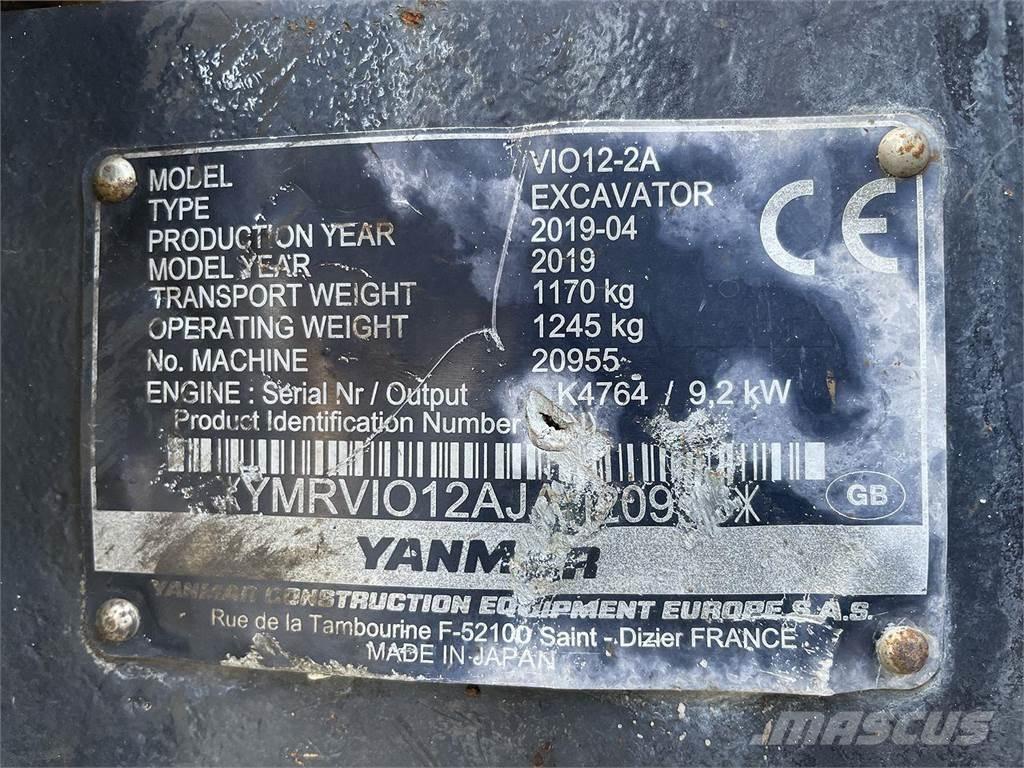 MODEL VIO12-2A
TYPE EXCAVATOR
PRODUCTION YEAR 2019-04
MODEL YEAR 2019
TRANSPORT WEIGHT 1170 kg
OPERATING WEIGHT 1245 kg
No. MACHINE 20955
ENGINE : Serial Nr / Output K4764 / 9,2 kW
Product Identification Number
CE
GB
YANMAR
YANMAR CONSTRUCTION EQUIPMENT EUROPE S.A.S.
Rue de la Tambourine F-52100 Saint - Dizier FRANCE
MADE IN JAPAN
MASCUS